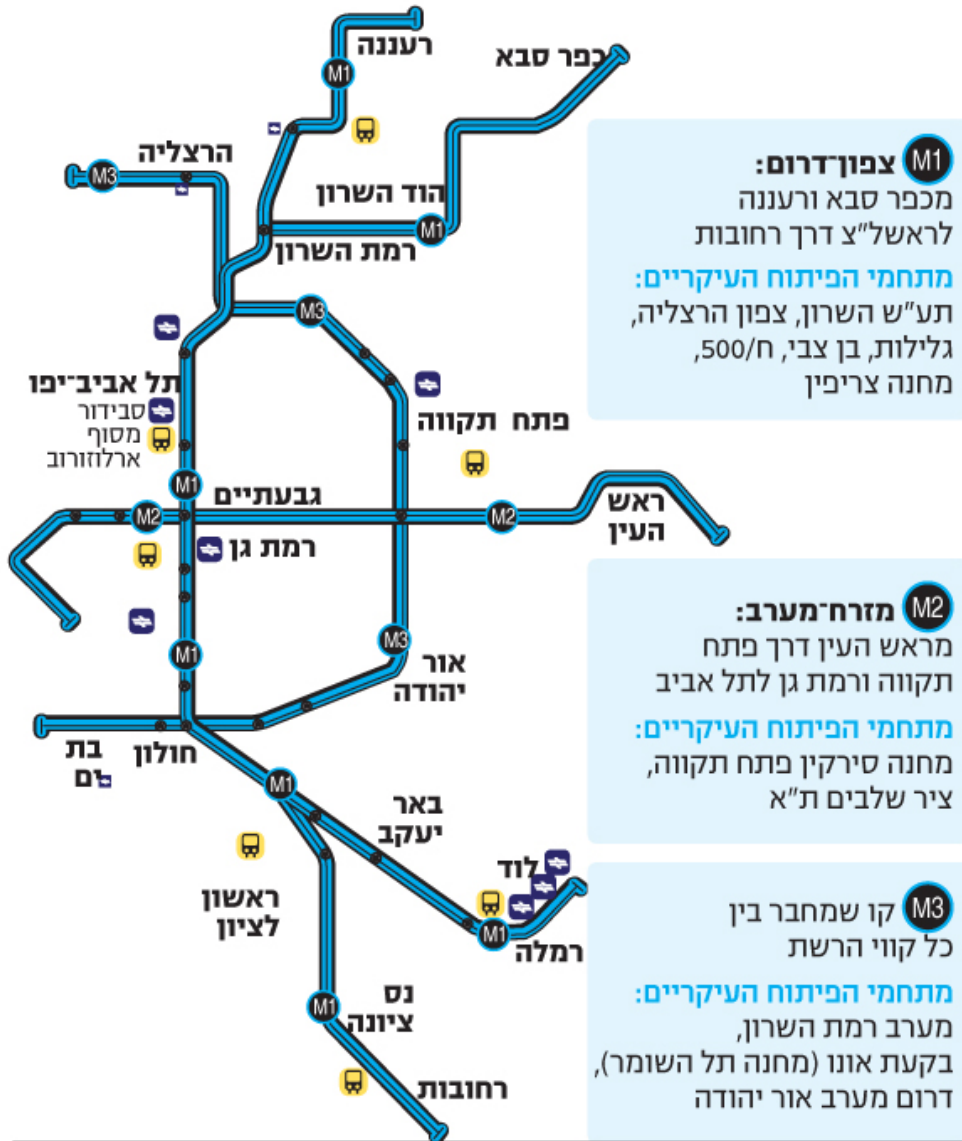 רעננה
M1
כפר סבא
הרצליה
M3
הוד השרון
M1
רמת השרון
M3
תל אביב־יפו
סבידור
מסוף
ארלוזורוב
פתח תקווה
M1
גבעתיים
M2
M2
ראש
העין
רמת גן
M1
M3
אור
יהודה
בת
ים
חולון
M1
באר
יעקב
ראשון
לציון
לוד
M1
רמלה
נס
ציונה
M1
רחובות
M1 צפון־דרום:
מכפר סבא ורעננה
לראשל"צ דרך רחובות
מתחמי הפיתוח העיקריים:
תע"ש השרון, צפון הרצליה,
גלילות, בן צבי, ח/500,
מחנה צריפין
M2 מזרח־מערב:
מראש העין דרך פתח
תקווה ורמת גן לתל אביב
מתחמי הפיתוח העיקריים:
מחנה סירקין פתח תקווה,
ציר שלבים ת"א
M3 קו שמחבר בין
כל קווי הרשת
מתחמי הפיתוח העיקריים:
מערב רמת השרון,
בקעת אונו (מחנה תל השומר),
דרום מערב אור יהודה